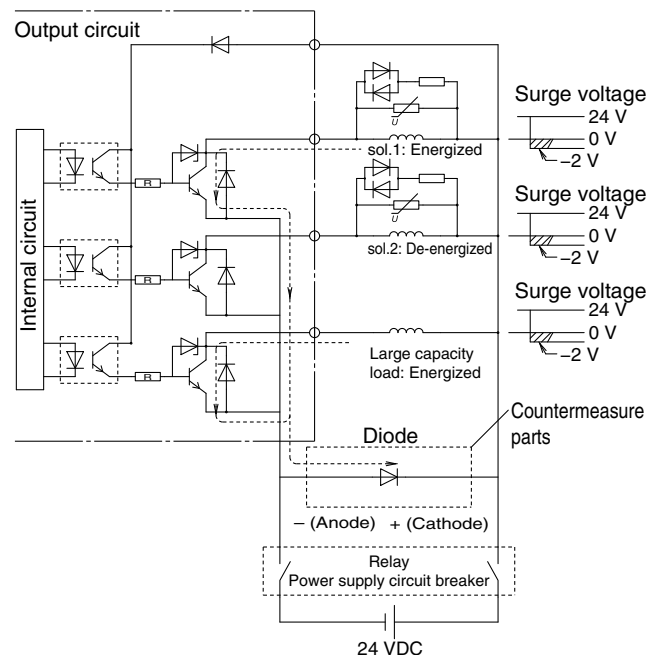 Output circuit
Internal circuit
R
R
R
U
sol.1: Energized
U
sol.2: De-energized
Large capacity
load: Energized
Surge voltage
24 V
0 V
–2 V
Surge voltage
24 V
0 V
–2 V
Surge voltage
24 V
0 V
–2 V
Countermeasure
parts
Diode
– (Anode) + (Cathode)
Relay
Power supply circuit breaker
24 VDC